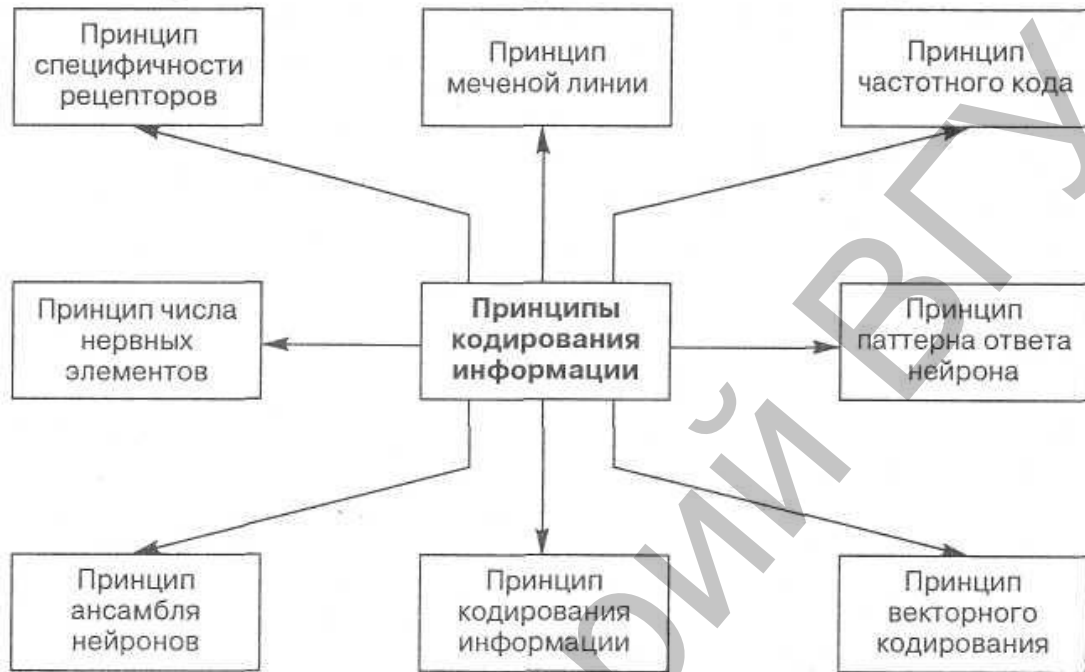 Принцип
специфичности
рецепторов
Принцип
меченой линии
Принцип
частотного кода
Принцип числа
нервных
элементов
Принципы
кодирования
информации
Принцип
паттерна ответа
нейрона
Принцип
ансамбля
нейронов
Принцип
кодирования
информации
Принцип
векторного
кодирования
ВГУ